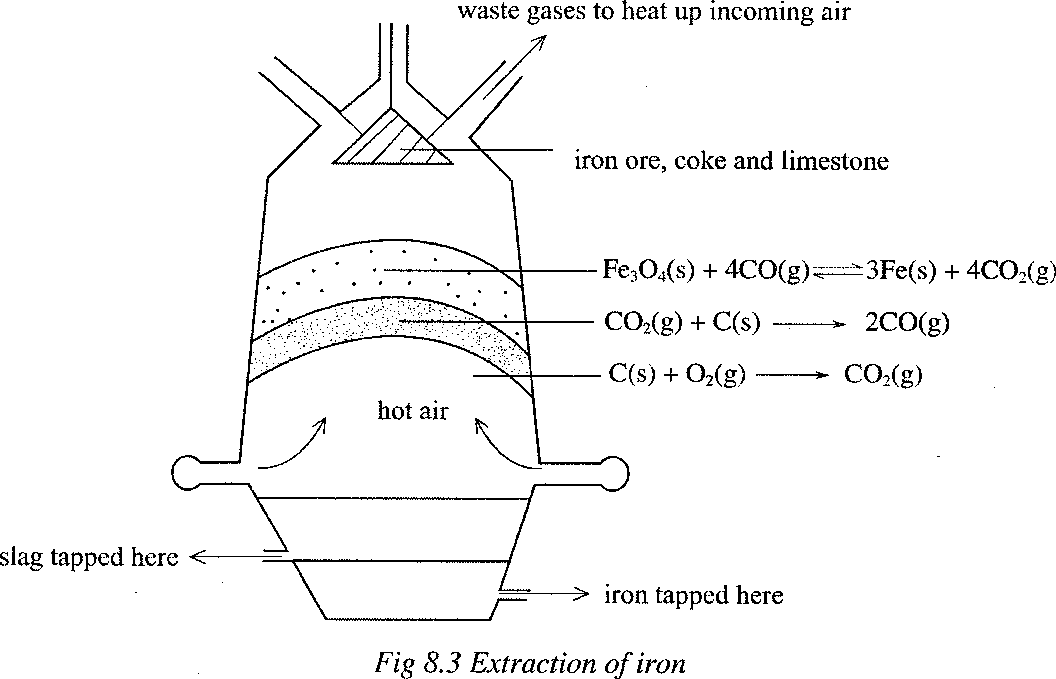 waste gases to heat up incoming air
iron ore, coke and limestone
Fe₃O₄(s) + 4CO(g)⇌3Fe(s) + 4CO₂(g)
CO₂(g) + C(s) ⟶ 2CO(g)
C(s) + O₂(g) ⟶ CO₂(g)
hot air
slag tapped here
iron tapped here
Fig 8.3 Extraction of iron